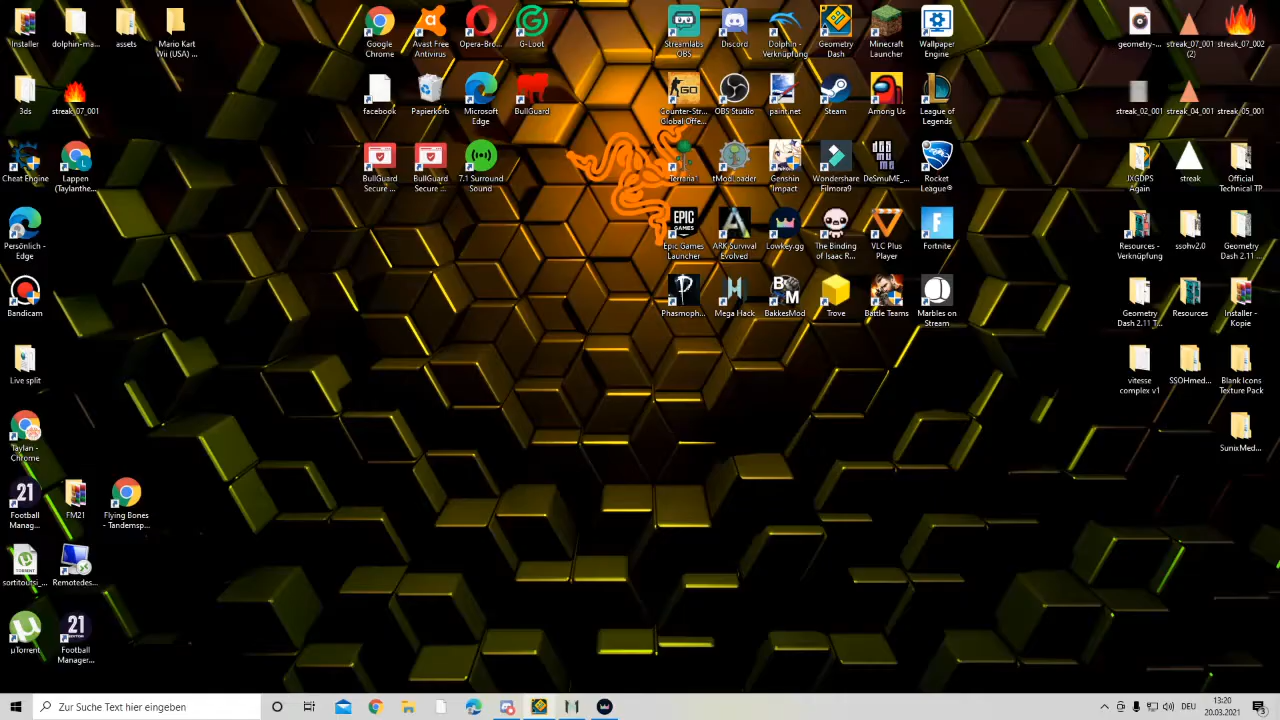 Installer
dolphin-ma...
assets
Mario Kart
Wii (USA) ...
Google
Chrome
Avast Free
Antivirus
Opera-Bro...
G-Loot
Streamlabs
OBS
Discord
Dolphin -
Verknüpfung
Geometry
Dash
Minecraft
Launcher
Wallpaper
Engine
geometry-...
streak_07_001
(2)
streak_07_002
3ds
streak_07_001
facebook
Papierkorb
Microsoft
Edge
BullGuard
GO
Counter-Str...
Global Offe...
OBS Studio
paint.net
Steam
Among Us
League of
Legends
streak_02_001
streak_04_001
streak_05_001
Cheat Engine
Lappen
(Taylanthe...
BullGuard
Secure ...
BullGuard
Secure ...
7.1 Surround
Sound
Terraria
tModLoader
Genshin
Impact
Wondershare
Filmora9
DeSmuME_...
Rocket
League®
JXGDPS
Again
streak
Official
Technical TP
Persönlich -
Edge
EPIC
GAMES
Epic Games
Launcher
ARK Survival
Evolved
Lowkey.gg
The Binding
of Isaac R...
VLC Plus
Player
Fortnite
Resources -
Verknüpfung
ssohv2.0
Geometry
Dash 2.11 ...
Bandicam
Phasmoph...
Mega Hack
BakkesMod
Trove
Battle Teams
Marbles on
Stream
Geometry
Dash 2.11 T...
Resources
Installer -
Kopie
Live split
vitesse
complex v1
SSOHmed...
Blank Icons
Texture Pack
Taylan -
Chrome
SunixMed...
21
Football
Manag...
FM21
Flying Bones
- Tandemsp...
TORRENT
sortitoutsi_...
Remotedes...
µTorrent
21
Football
Manager...
Zur Suche Text hier eingeben
DEU
13:20
20.03.2021
3